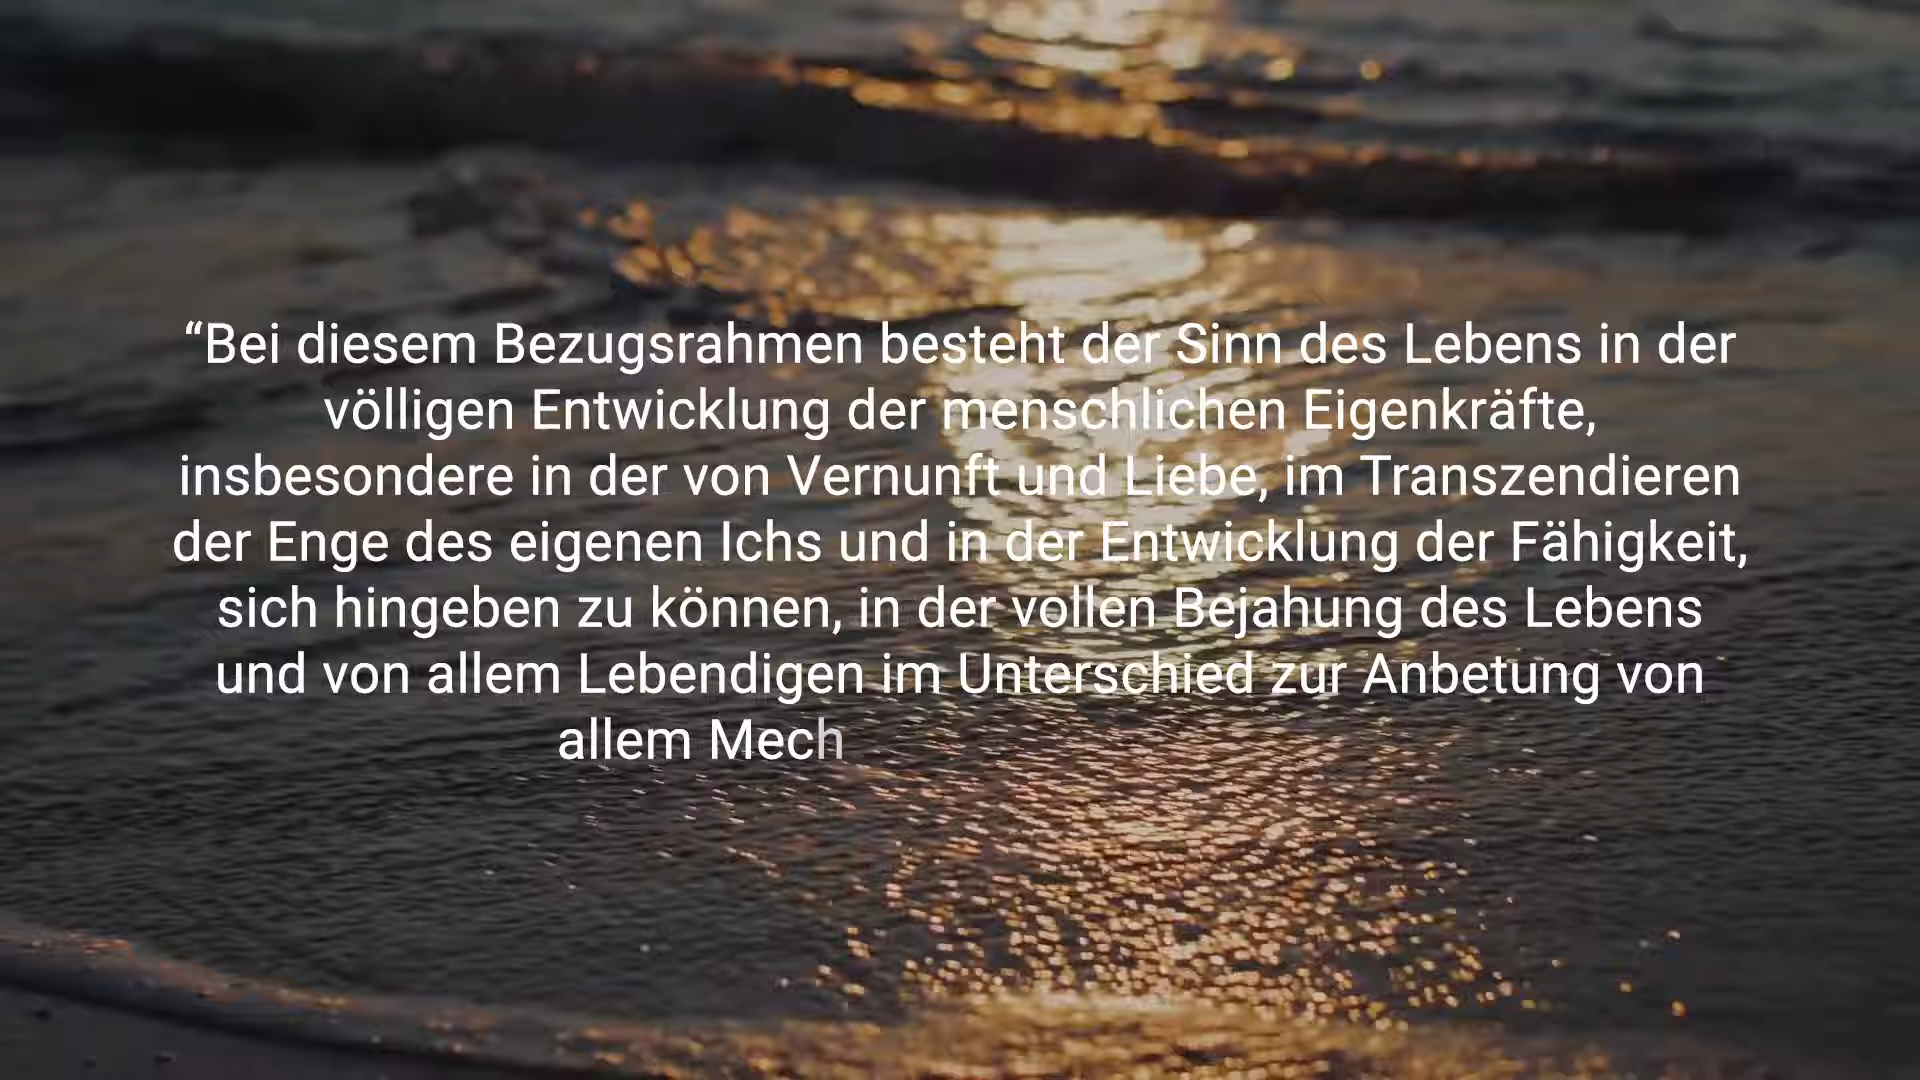 “Bei diesem Bezugsrahmen besteht der Sinn des Lebens in der
völligen Entwicklung der menschlichen Eigenkräfte,
insbesondere in der von Vernunft und Liebe, im Transzendieren
der Enge des eigenen Ichs und in der Entwicklung der Fähigkeit,
sich hingeben zu können, in der vollen Bejahung des Lebens
und von allem Lebendigen im Unterschied zur Anbetung von
allem Mech